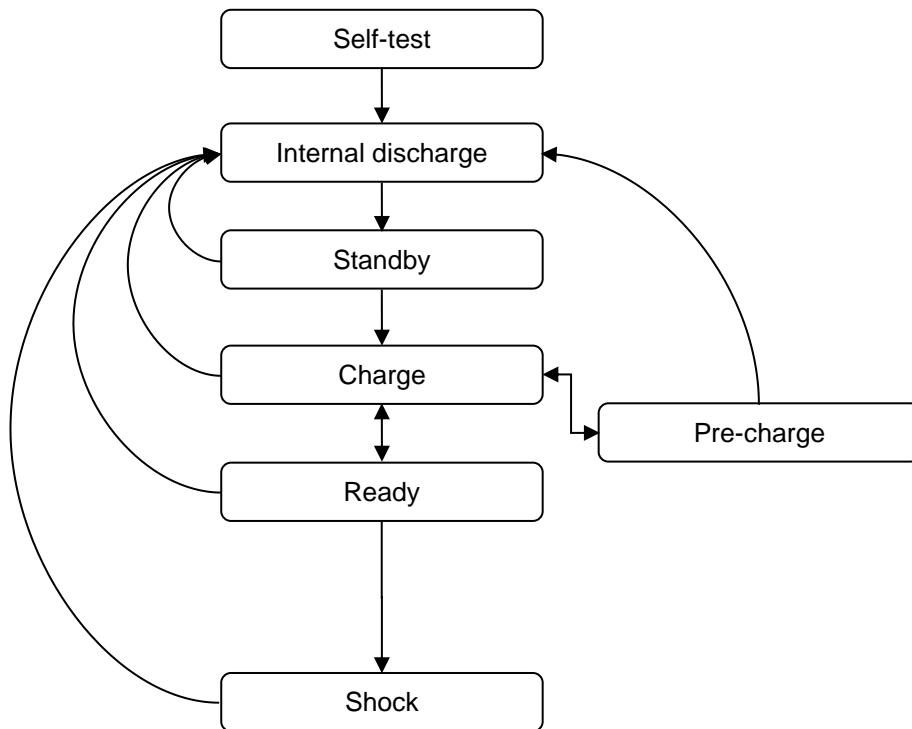 Self-test
Internal discharge
Standby
Charge
Pre-charge
Ready
Shock